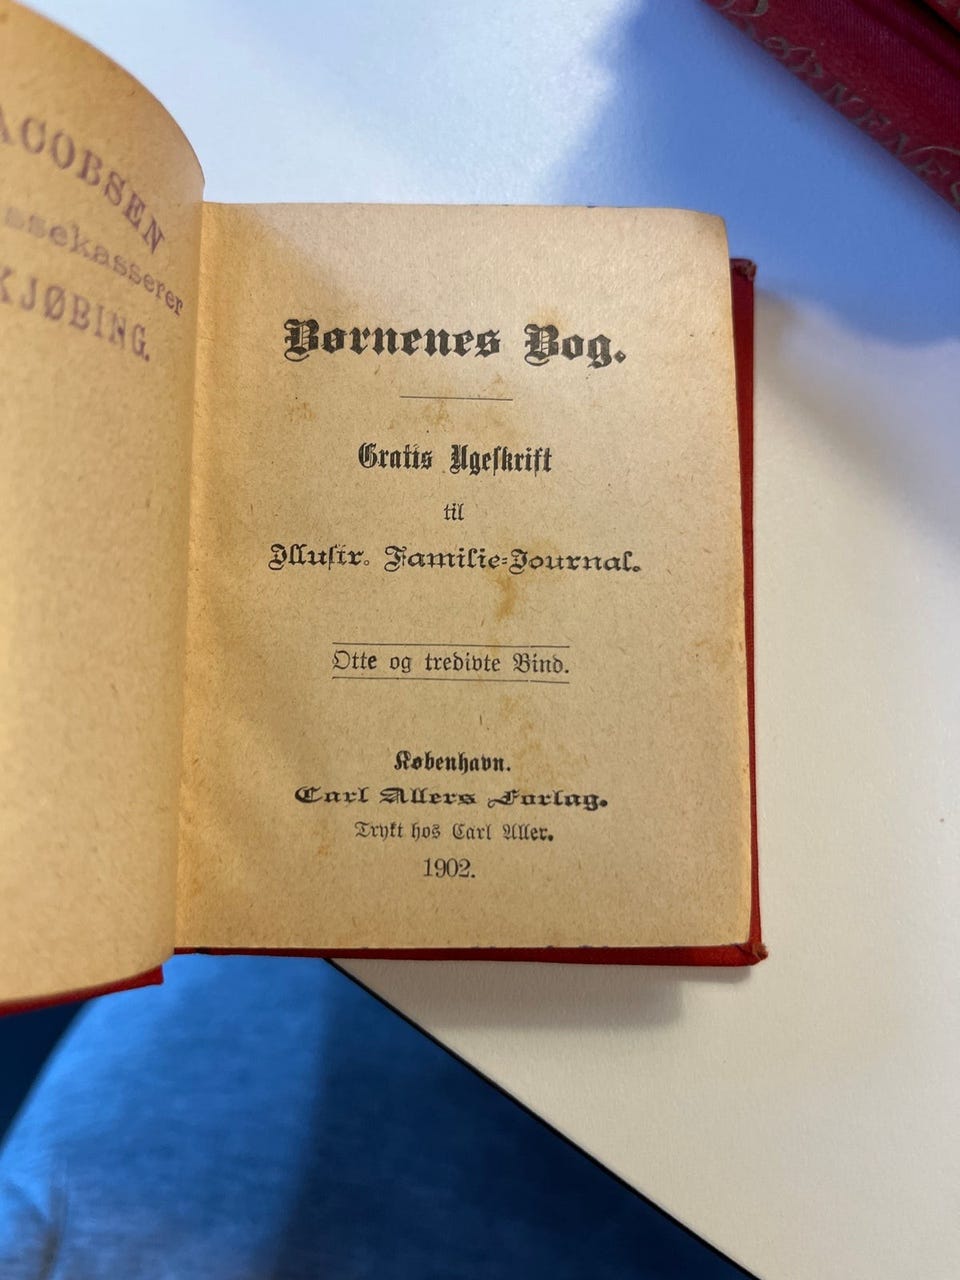 ACOBSEN
ssekasserer
KJØBING.
Børnenes Bog.
Gratis Ugeſkrift
til
Illuſtr. Familie=Journal.
Otte og tredivte Bind.
København.
Carl Allers Forlag.
Trykt hos Carl Aller.
1902.
BØRNENES